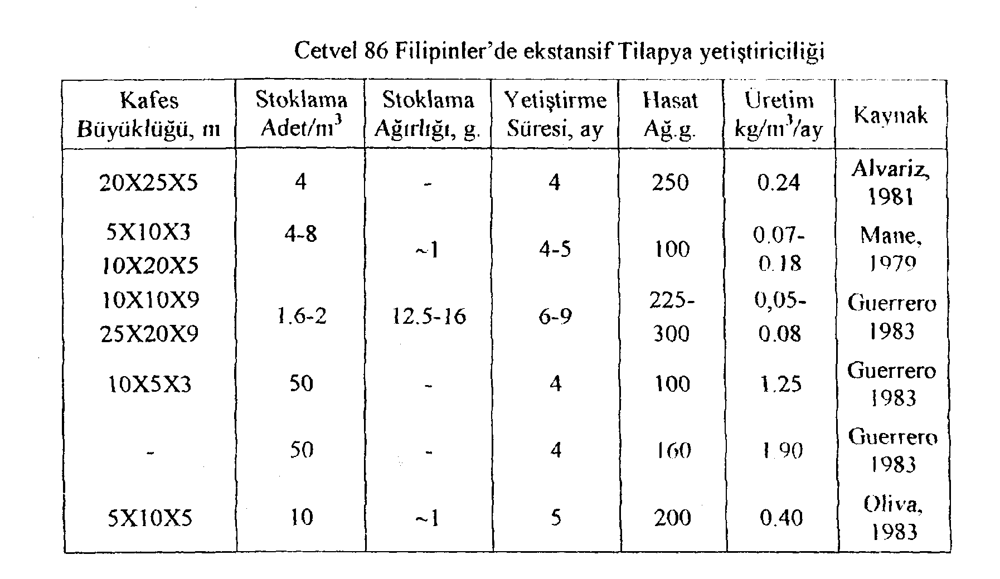 Cetvel 86 Filipinler'de ekstansif Tilapya yetiştiriciliği
Kafes Büyüklüğü, m | Stoklama Adet/m³ | Stoklama Ağırlığı, g. | Yetiştirme Süresi, ay | Hasat Ağ.g. | Üretim kg/m³/ay | Kaynak
20X25X5 | 4 | - | 4 | 250 | 0.24 | Alvariz, 1981
5X10X3 10X20X5 | 4-8 | ~1 | 4-5 | 100 | 0.07-0.18 | Mane, 1979
10X10X9 25X20X9 | 1.6-2 | 12.5-16 | 6-9 | 225-300 | 0,05-0.08 | Guerrero 1983
10X5X3 | 50 | - | 4 | 100 | 1.25 | Guerrero 1983
- | 50 | - | 4 | 160 | 1.90 | Guerrero 1983
5X10X5 | 10 | ~1 | 5 | 200 | 0.40 | Oliva, 1983